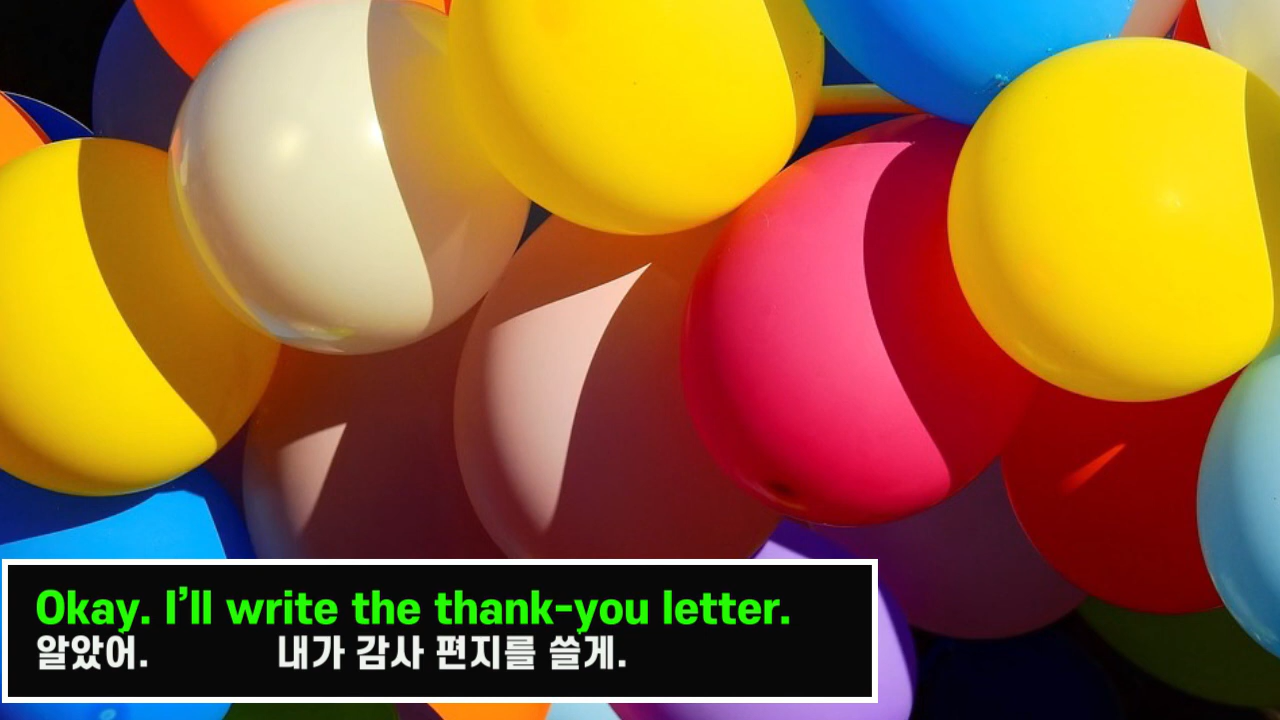 Okay. I’ll write the thank-you letter.
알았어. 내가 감사 편지를 쓸게.